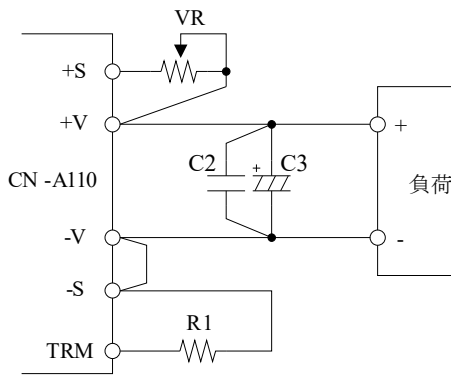 VR
+S
+V
+
C2
+
C3
CN -A110
負荷
-V
-
-S
R1
TRM